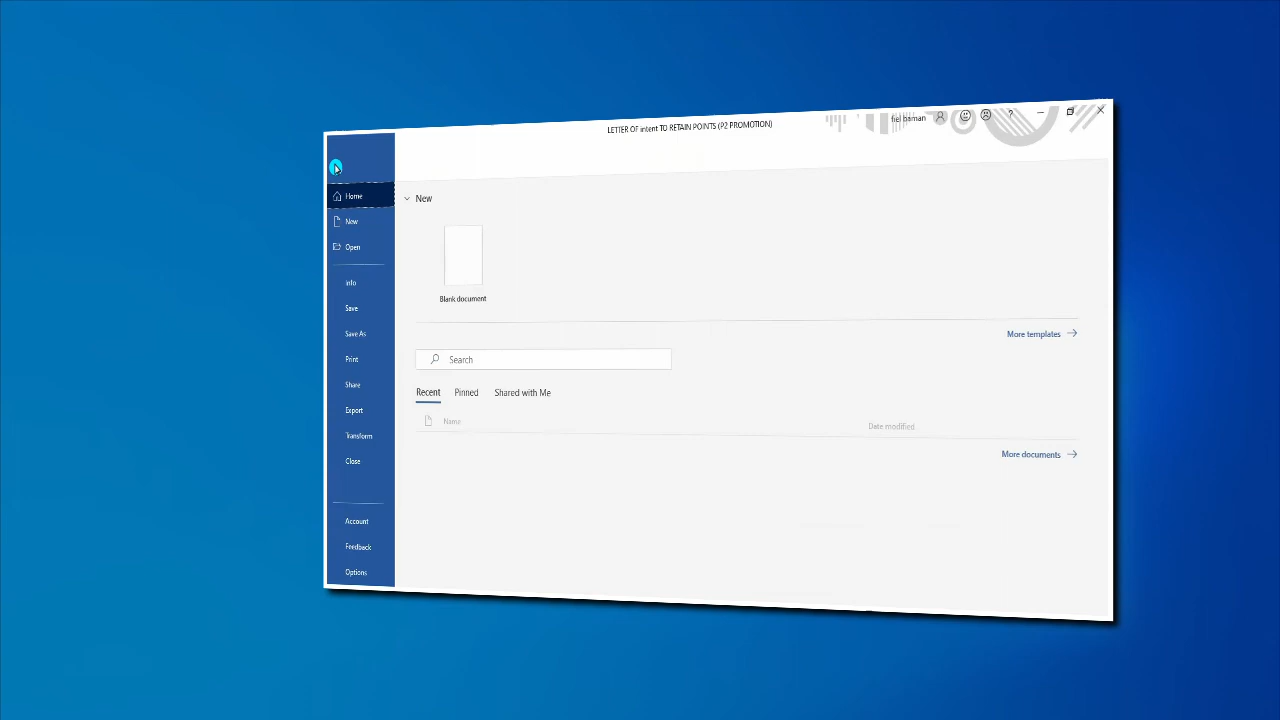 LETTER OF intent TO RETAIN POINTS (P2 PROMOTION)
fiel baman
?
Home
New
Open
Info
Save
Save As
Print
Share
Export
Transform
Close
Account
Feedback
Options
New
Blank document
More templates
Search
Recent Pinned Shared with Me
Name Date modified
More documents